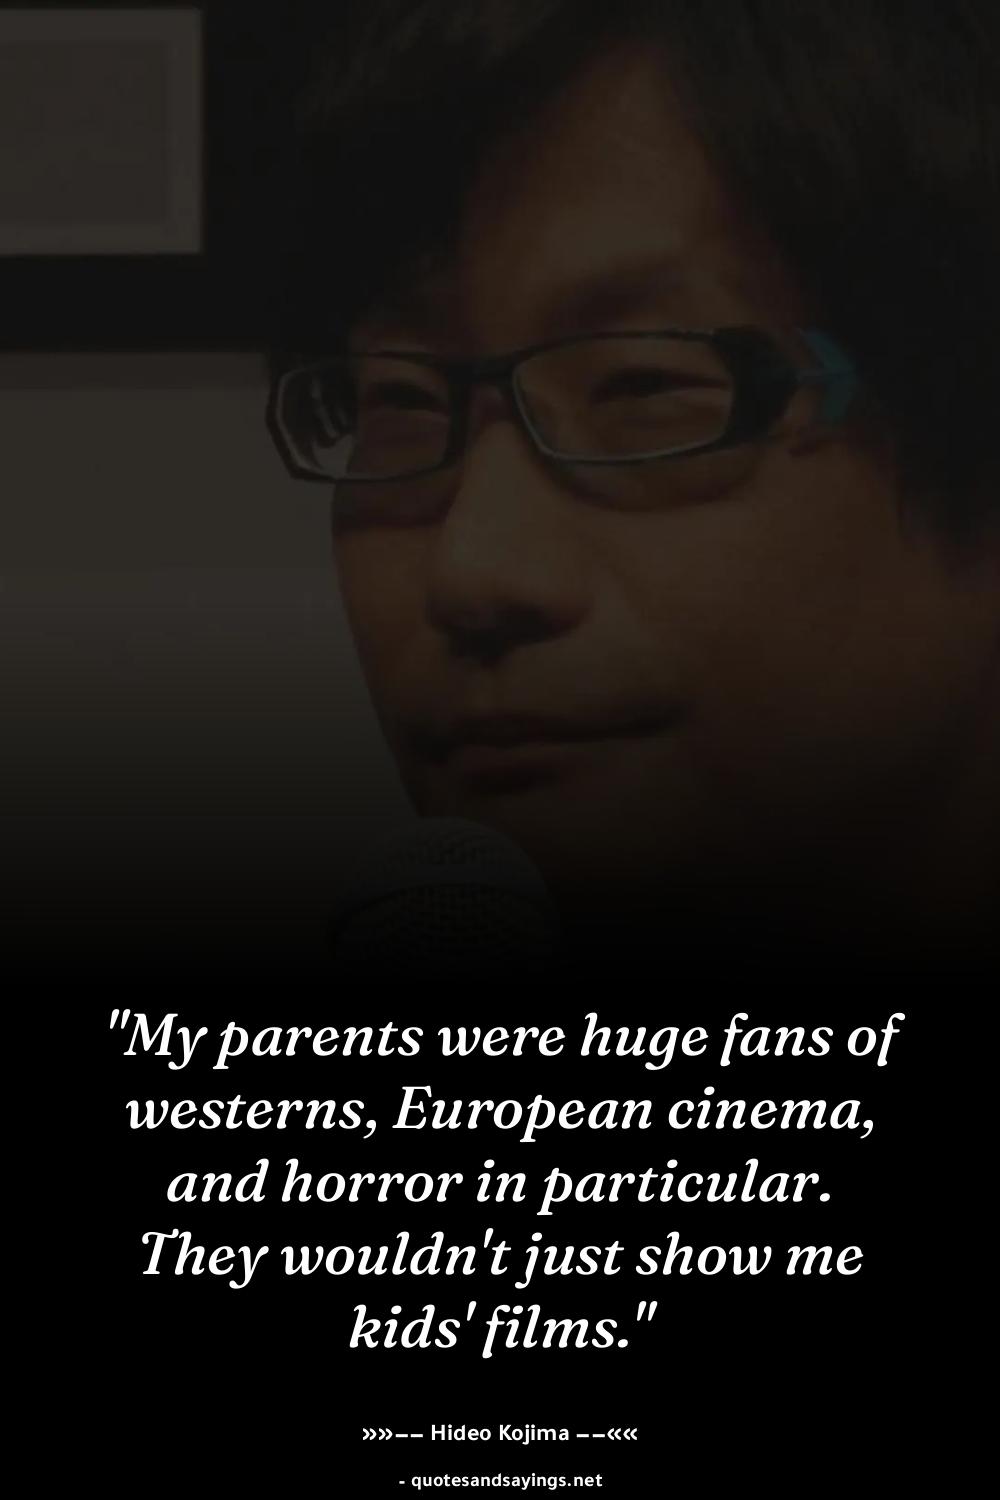 "My parents were huge fans of
westerns, European cinema,
and horror in particular.
They wouldn't just show me
kids' films."
»»−− Hideo Kojima −−««
- quotesandsayings.net